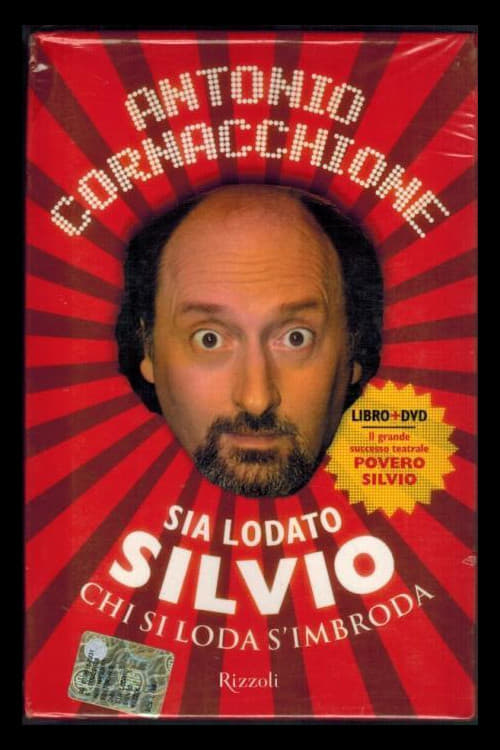 ANTONIO
CORNACCHIONE
LIBRO+DVD
Il grande
successo teatrale
POVERO
SILVIO
SIA LODATO
SILVIO
CHI SI LODA S'IMBRODA
Rizzoli